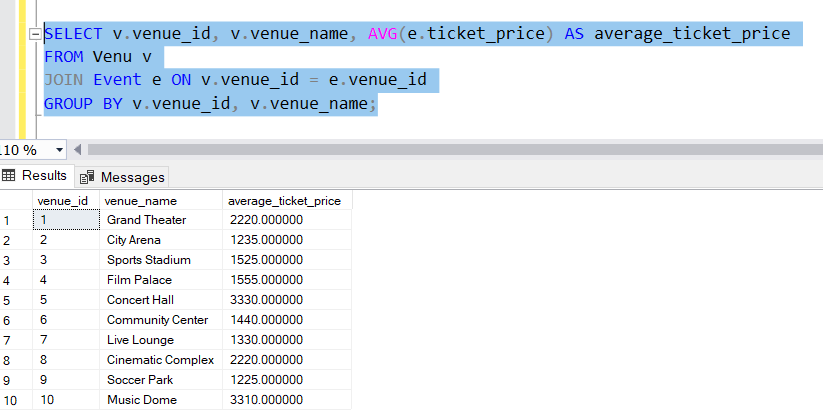 SELECT v.venue_id, v.venue_name, AVG(e.ticket_price) AS average_ticket_price
FROM Venu v
JOIN Event e ON v.venue_id = e.venue_id
GROUP BY v.venue_id, v.venue_name;
110 %
Results Messages
venue_id venue_name average_ticket_price
1 1 Grand Theater 2220.000000
2 2 City Arena 1235.000000
3 3 Sports Stadium 1525.000000
4 4 Film Palace 1555.000000
5 5 Concert Hall 3330.000000
6 6 Community Center 1440.000000
7 7 Live Lounge 1330.000000
8 8 Cinematic Complex 2220.000000
9 9 Soccer Park 1225.000000
10 10 Music Dome 3310.000000